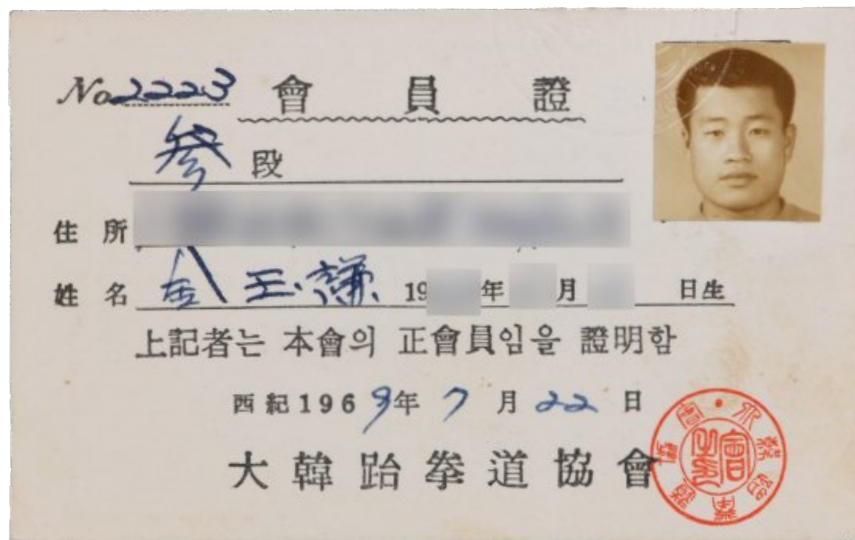 No 2223 會員證
參段
住所
姓名 金玉謙 19 年 月 日生
上記者는 本會의 正會員임을 證明함
西紀1969年 7月 22日
大韓跆拳道協會